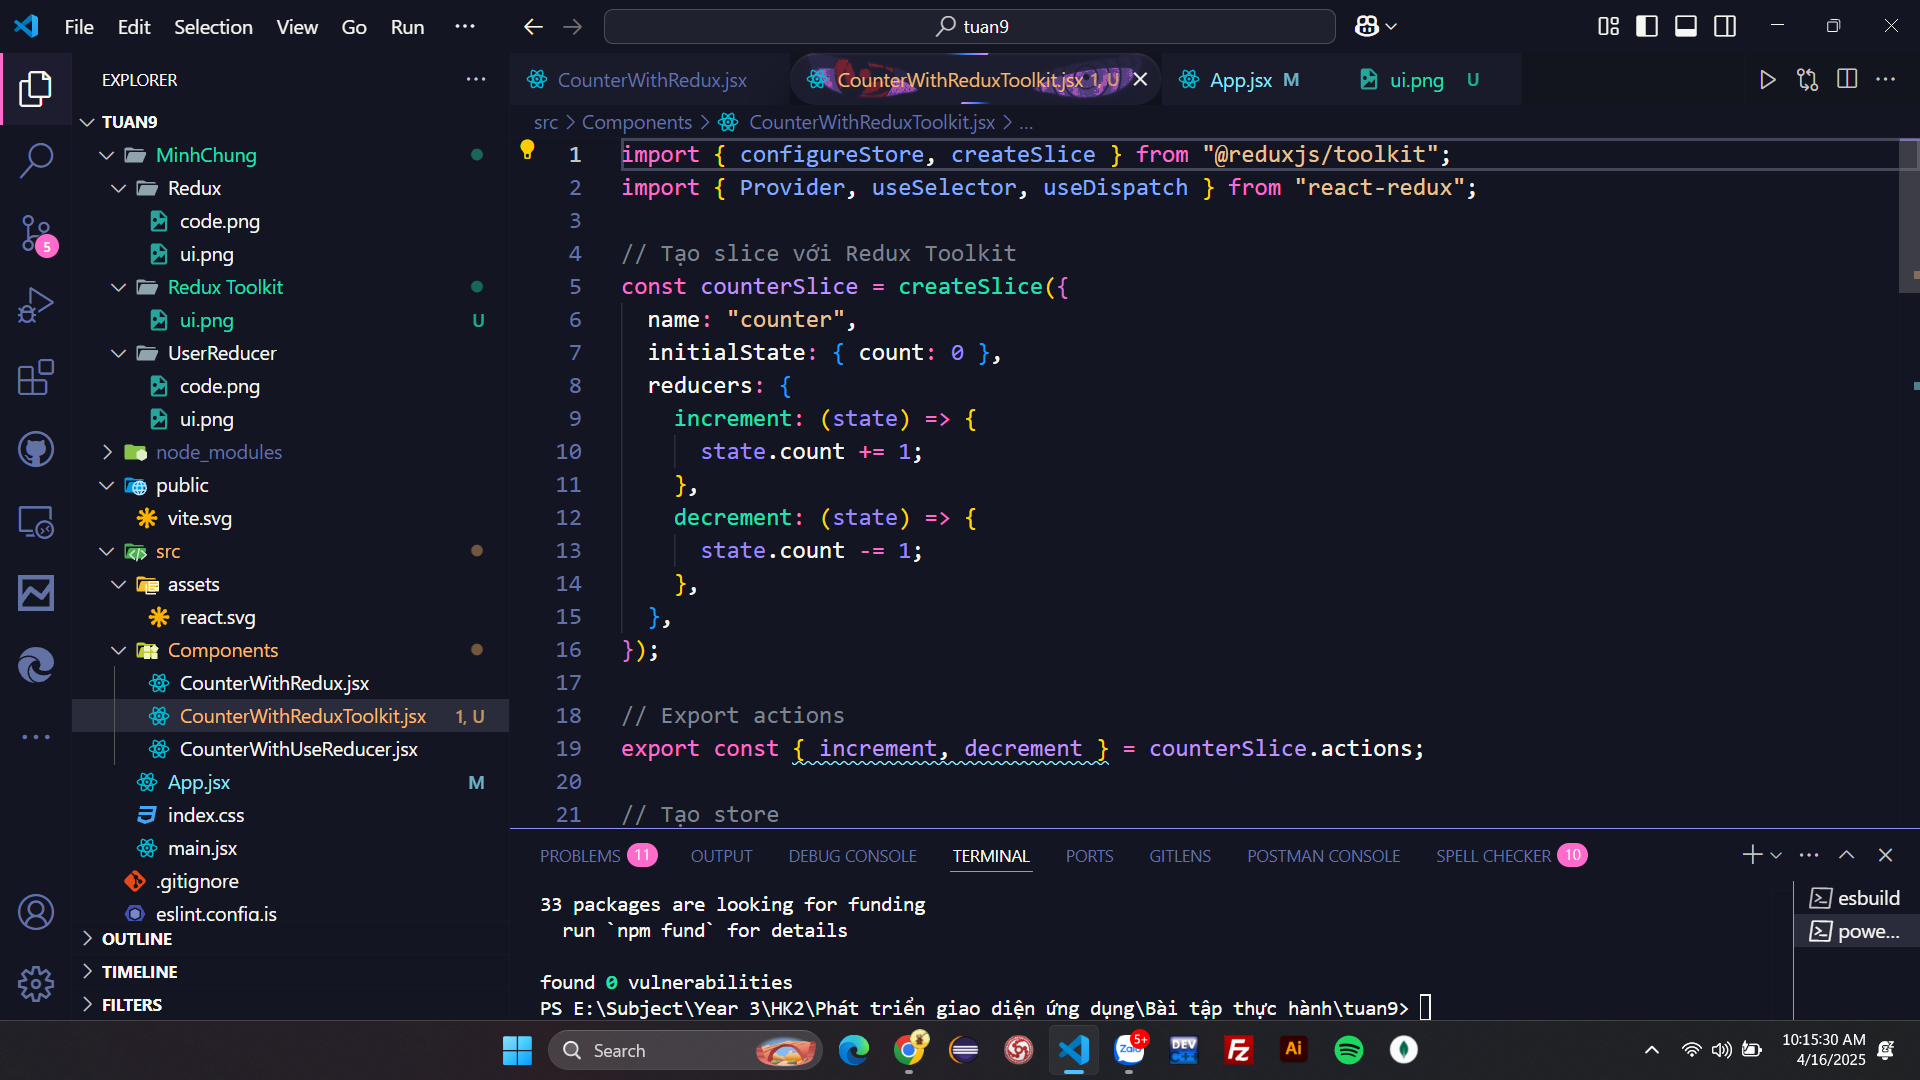 File Edit Selection View Go Run ...
tuan9
EXPLORER
TUAN9
MinhChung
Redux
code.png
ui.png
Redux Toolkit
ui.png U
UserReducer
code.png
ui.png
node_modules
public
vite.svg
src
assets
react.svg
Components
CounterWithRedux.jsx
CounterWithReduxToolkit.jsx 1, U
CounterWithUseReducer.jsx
App.jsx M
index.css
main.jsx
.gitignore
eslint.config.js
OUTLINE
TIMELINE
FILTERS
5
CounterWithRedux.jsx CounterWithReduxToolkit.jsx 1, U App.jsx M ui.png U
src > Components > CounterWithReduxToolkit.jsx > ...
1 import { configureStore, createSlice } from "@reduxjs/toolkit";
2 import { Provider, useSelector, useDispatch } from "react-redux";
3
4 // Tạo slice với Redux Toolkit
5 const counterSlice = createSlice({
6 name: "counter",
7 initialState: { count: 0 },
8 reducers: {
9 increment: (state) => {
10 state.count += 1;
11 },
12 decrement: (state) => {
13 state.count -= 1;
14 },
15 },
16 });
17
18 // Export actions
19 export const { increment, decrement } = counterSlice.actions;
20
21 // Tạo store
PROBLEMS 11 OUTPUT DEBUG CONSOLE TERMINAL PORTS GITLENS POSTMAN CONSOLE SPELL CHECKER 10
33 packages are looking for funding
run `npm fund` for details
found 0 vulnerabilities
PS E:\Subject\Year 3\HK2\Phát triển giao diện ứng dụng\Bài tập thực hành\tuan9>
esbuild
powe...
Search
Zalo 5+
DEV C++
Fz
Ai
10:15:30 AM
4/16/2025